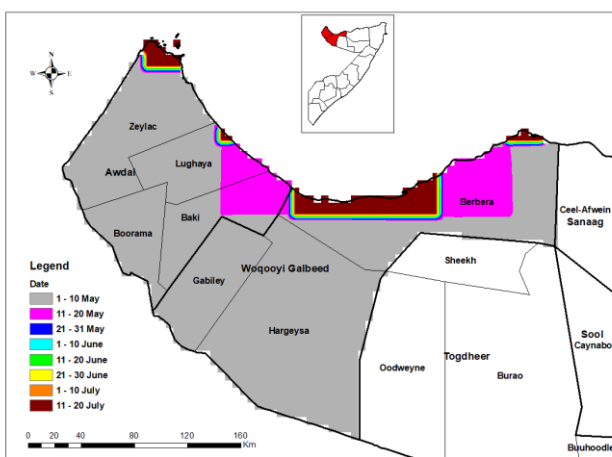 N
W
E
S
Zeylac
Lughaya
Awdal
Boorama
Baki
Gabiley
Woqooyi Galbeed
Hargeysa
Berbera
Sheekh
Ceel-Afwein
Sanaag
Sool
Caynabo
Oodweyne
Togdheer
Burao
Buuhoodle
Legend
Date
1 - 10 May
11 - 20 May
21 - 31 May
1 - 10 June
11 - 20 June
21 - 30 June
1 - 10 July
11 - 20 July
0 20 40 80 120 160
Km